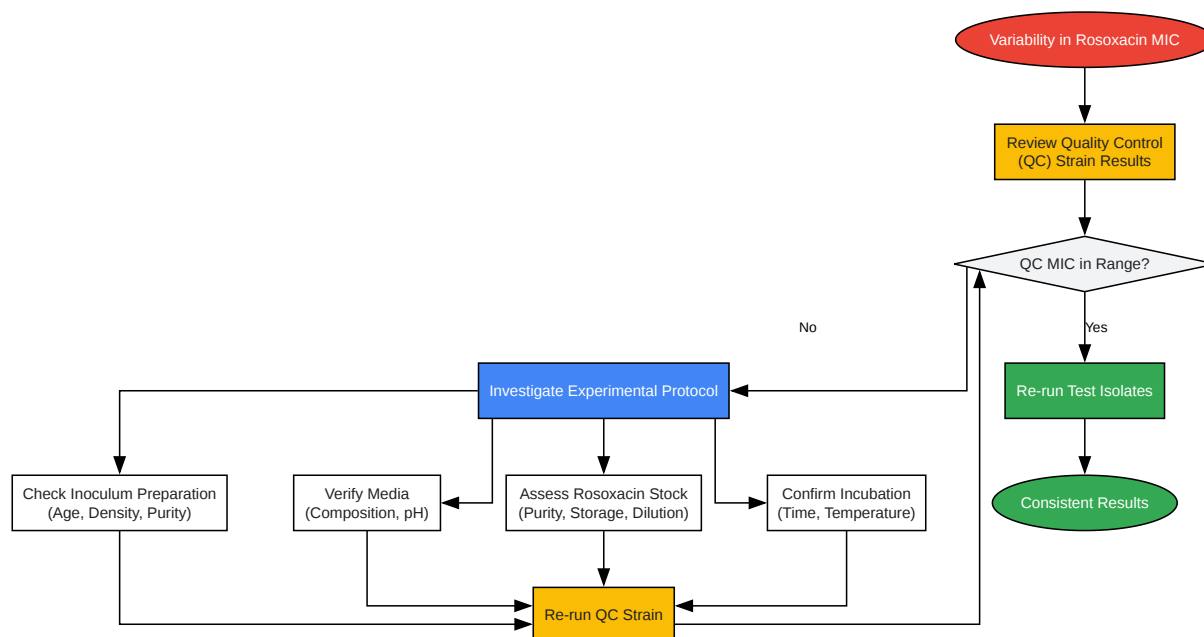 Variability in Rosoxacin MIC
Review Quality Control
(QC) Strain Results
QC MIC in Range?
No
Yes
Investigate Experimental Protocol
Re-run Test Isolates
Check Inoculum Preparation
(Age, Density, Purity)
Verify Media
(Composition, pH)
Assess Rosoxacin Stock
(Purity, Storage, Dilution)
Confirm Incubation
(Time, Temperature)
Consistent Results
Re-run QC Strain